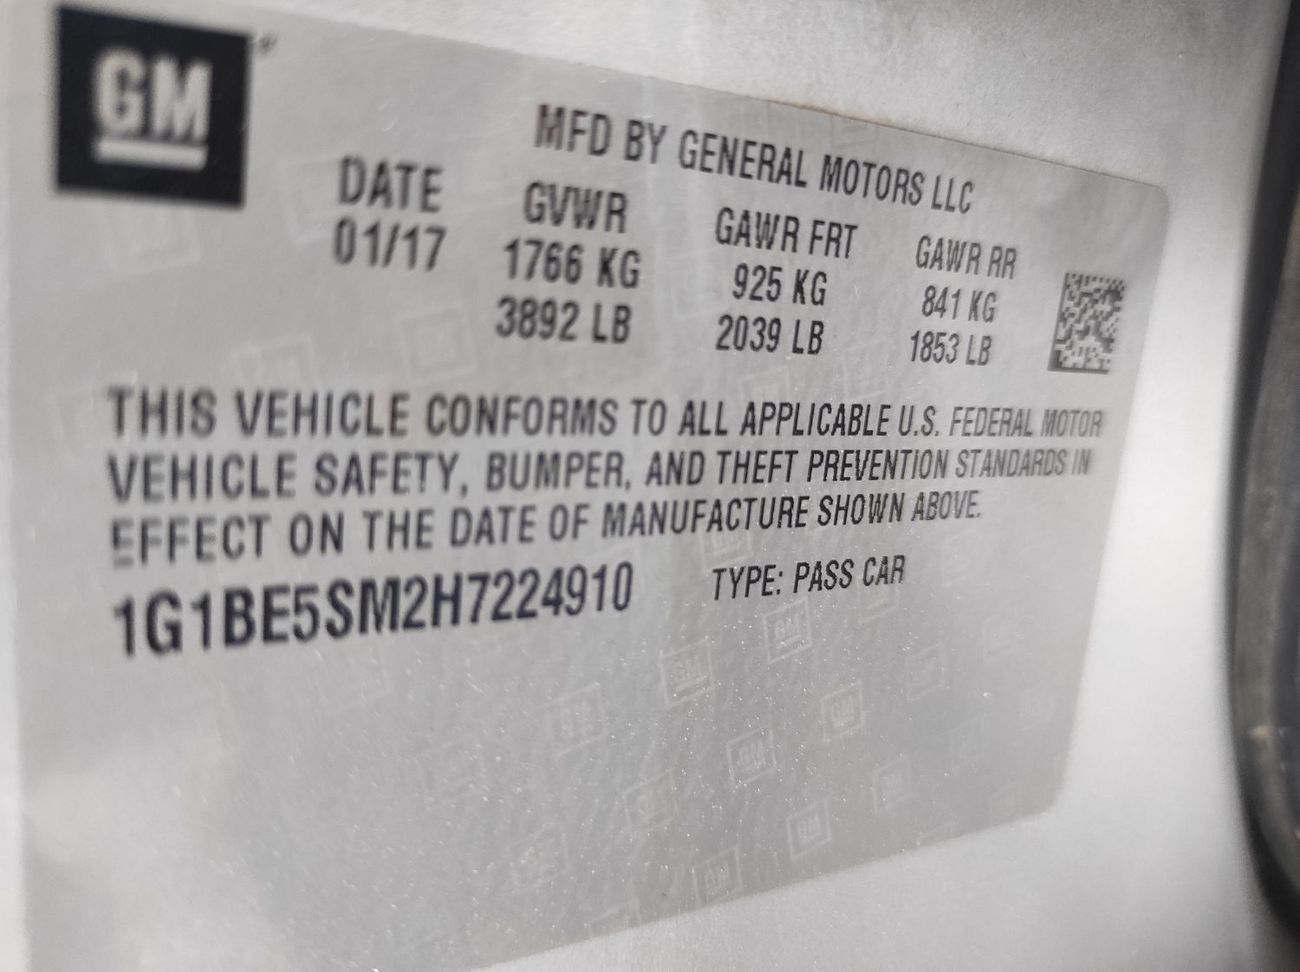 GM
MFD BY GENERAL MOTORS LLC
DATE GVWR GAWR FRT GAWR RR
01/17 1766 KG 925 KG 841 KG
3892 LB 2039 LB 1853 LB
THIS VEHICLE CONFORMS TO ALL APPLICABLE U.S. FEDERAL MOTOR
VEHICLE SAFETY, BUMPER, AND THEFT PREVENTION STANDARDS IN
EFFECT ON THE DATE OF MANUFACTURE SHOWN ABOVE.
1G1BE5SM2H7224910 TYPE: PASS CAR